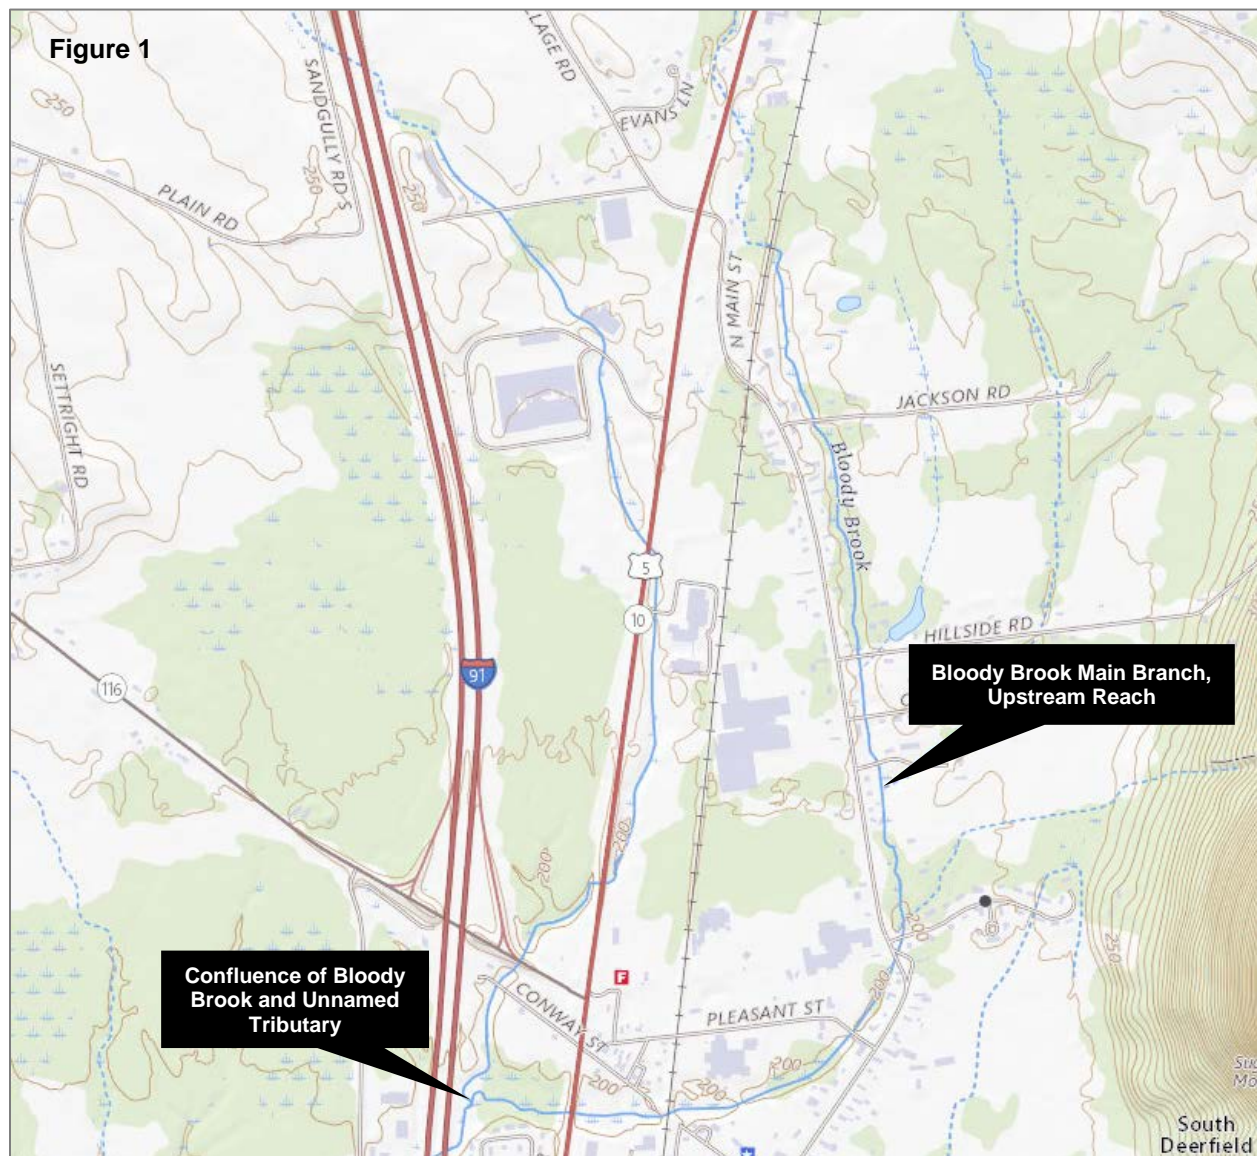 Figure 1
LAGE RD
SANDGULLY RD S
EVANS LN
250
250
250
PLAIN RD
N MAIN ST
SETTRIGHT RD
JACKSON RD
Bloody Brook
5
10
HILLSIDE RD
91
116
Bloody Brook Main Branch,
Upstream Reach
200
200
200
250
Confluence of Bloody
Brook and Unnamed
Tributary
F
CONWAY ST
PLEASANT ST
200
200
200
200
South
Deerfield